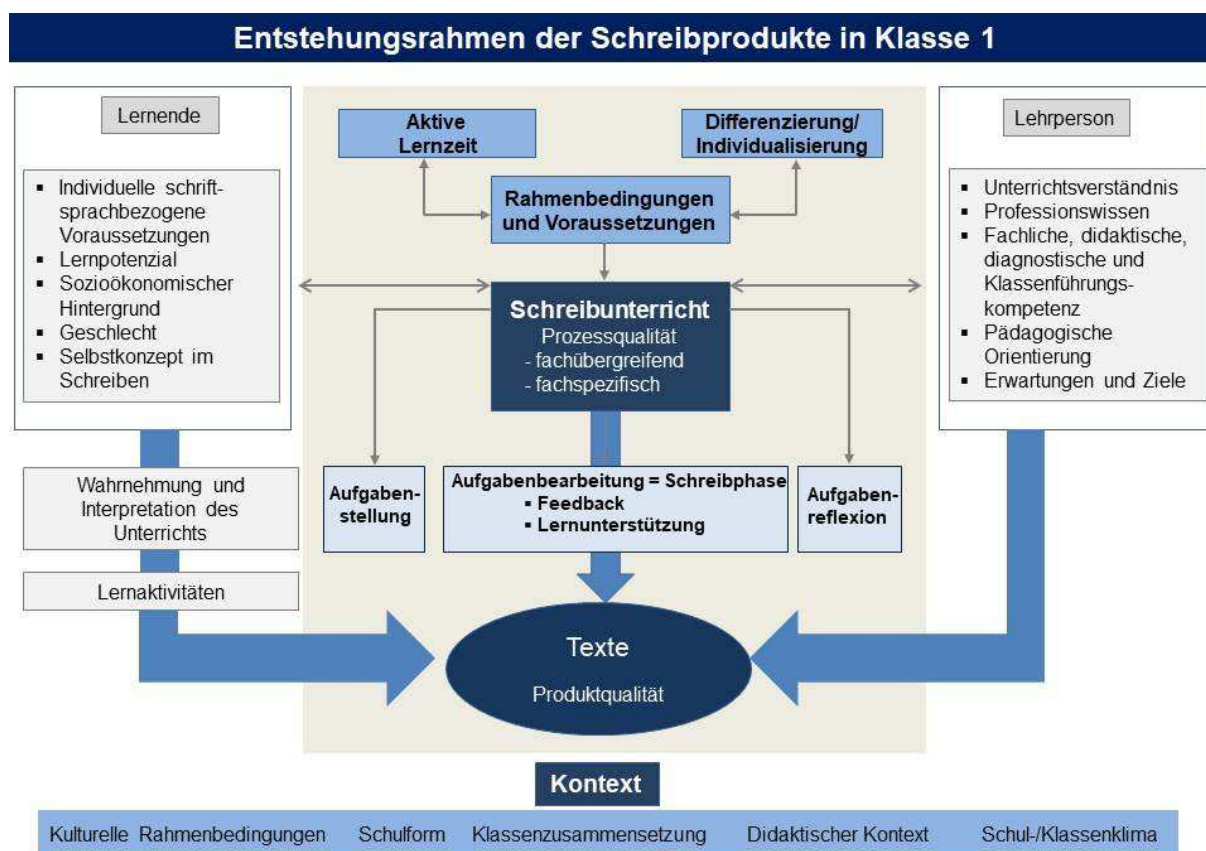 Entstehungsrahmen der Schreibprodukte in Klasse 1
Lernende
▪ Individuelle schrift-
sprachbezogene
Voraussetzungen
▪ Lernpotenzial
▪ Sozioökonomischer
Hintergrund
▪ Geschlecht
▪ Selbstkonzept im
Schreiben
Wahrnehmung und
Interpretation des
Unterrichts
Lernaktivitäten
Aktive
Lernzeit
Differenzierung/
Individualisierung
Rahmenbedingungen
und Voraussetzungen
Schreibunterricht
Prozessqualität
- fachübergreifend
- fachspezifisch
Aufgaben-
stellung
Aufgabenbearbeitung = Schreibphase
▪ Feedback
▪ Lernunterstützung
Aufgaben-
reflexion
Texte
Produktqualität
Lehrperson
▪ Unterrichtsverständnis
▪ Professionswissen
▪ Fachliche, didaktische,
diagnostische und
Klassenführungs-
kompetenz
▪ Pädagogische
Orientierung
▪ Erwartungen und Ziele
Kontext
Kulturelle Rahmenbedingungen Schulform Klassenzusammensetzung Didaktischer Kontext Schul-/Klassenklima